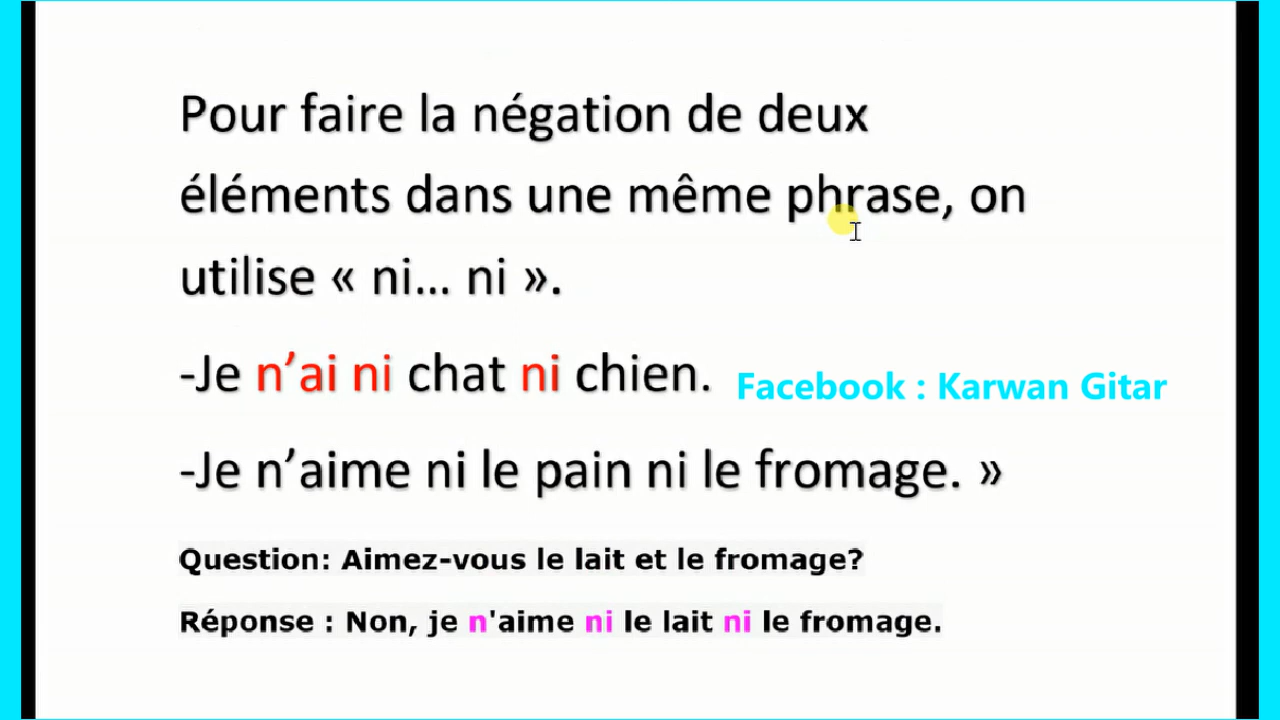 Pour faire la négation de deux
éléments dans une même phrase, on
utilise « ni... ni ».
-Je n’ai ni chat ni chien.
Facebook : Karwan Gitar
-Je n’aime ni le pain ni le fromage. »
Question: Aimez-vous le lait et le fromage?
Réponse : Non, je n'aime ni le lait ni le fromage.